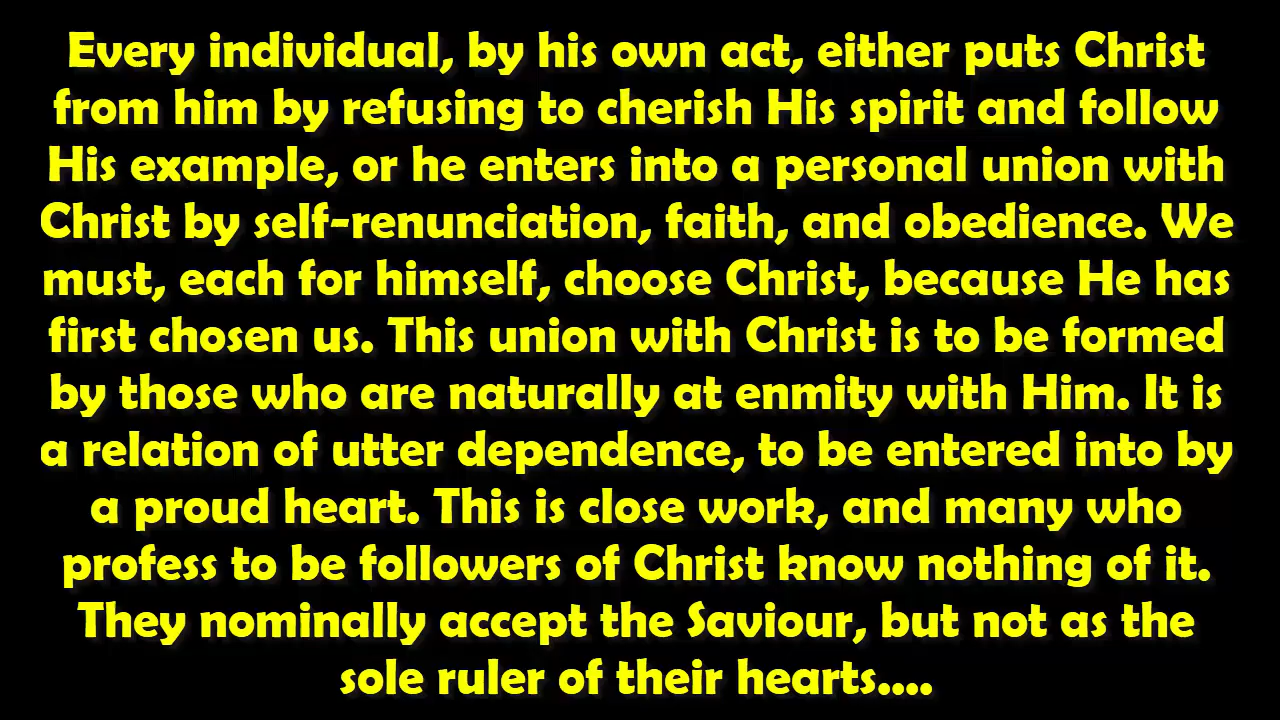 Every individual, by his own act, either puts Christ
from him by refusing to cherish His spirit and follow
His example, or he enters into a personal union with
Christ by self-renunciation, faith, and obedience. We
must, each for himself, choose Christ, because He has
first chosen us. This union with Christ is to be formed
by those who are naturally at enmity with Him. It is
a relation of utter dependence, to be entered into by
a proud heart. This is close work, and many who
profess to be followers of Christ know nothing of it.
They nominally accept the Saviour, but not as the
sole ruler of their hearts....